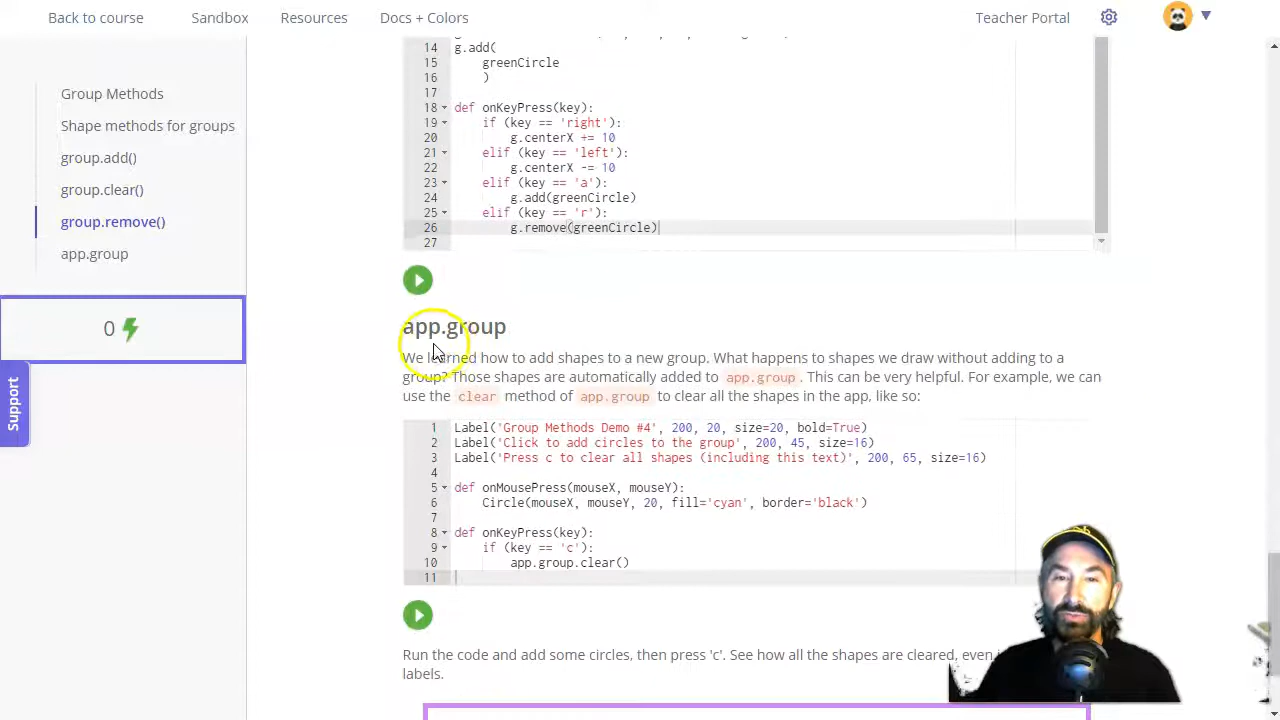 Back to course Sandbox Resources Docs + Colors Teacher Portal
Group Methods
Shape methods for groups
group.add()
group.clear()
group.remove()
app.group
0
Support
14 g.add(
15 greenCircle
16 )
17
18 def onKeyPress(key):
19 if (key == 'right'):
20 g.centerX += 10
21 elif (key == 'left'):
22 g.centerX -= 10
23 elif (key == 'a'):
24 g.add(greenCircle)
25 elif (key == 'r'):
26 g.remove(greenCircle)
27
app.group
We learned how to add shapes to a new group. What happens to shapes we draw without adding to a
group? Those shapes are automatically added to app.group. This can be very helpful. For example, we can
use the clear method of app.group to clear all the shapes in the app, like so:
1 Label('Group Methods Demo #4', 200, 20, size=20, bold=True)
2 Label('Click to add circles to the group', 200, 45, size=16)
3 Label('Press c to clear all shapes (including this text)', 200, 65, size=16)
4
5 def onMousePress(mouseX, mouseY):
6 Circle(mouseX, mouseY, 20, fill='cyan', border='black')
7
8 def onKeyPress(key):
9 if (key == 'c'):
10 app.group.clear()
11
Run the code and add some circles, then press 'c'. See how all the shapes are cleared, even
labels.